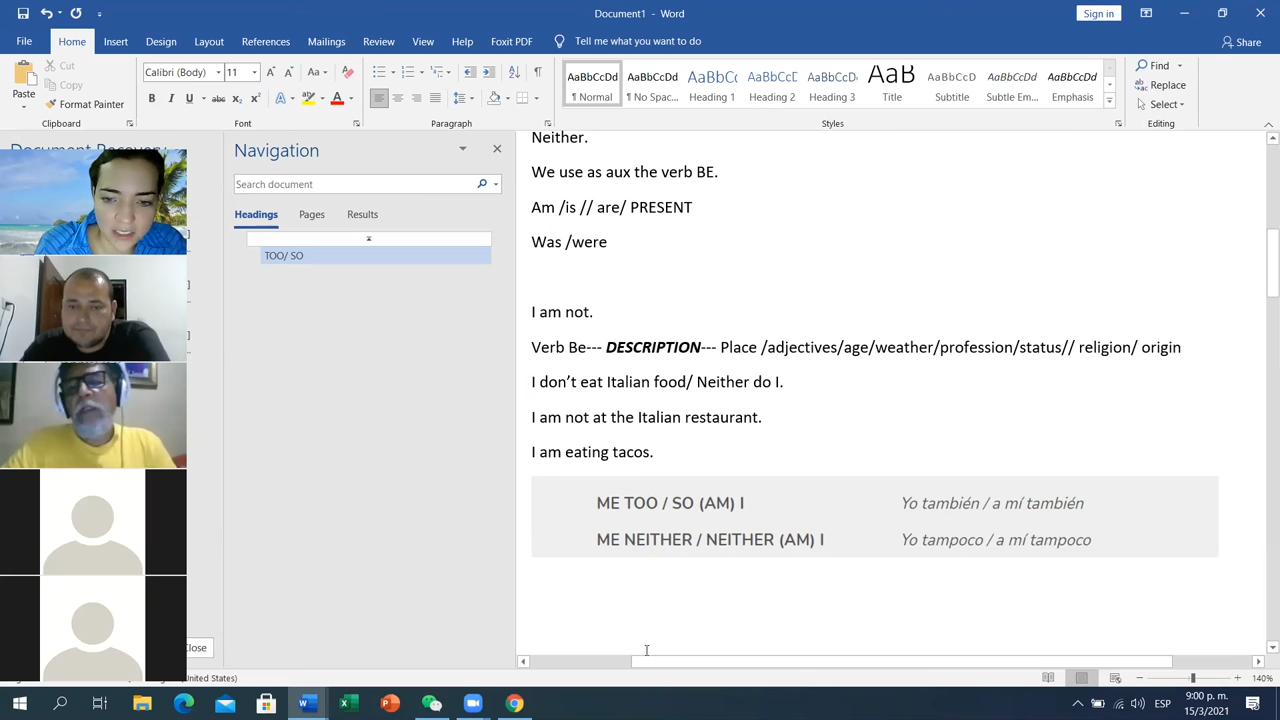 Document1 - Word
Sign in
File Home Insert Design Layout References Mailings Review View Help Foxit PDF Tell me what you want to do Share
Paste
Cut
Copy
Format Painter
Clipboard
Calibri (Body) 11
Font
Paragraph
AaBbCcDd AaBbCcDd AaBbCc AaBbCcE AaBbCcDd AaB AaBbCcDd AaBbCcDd AaBbCcDd
¶ Normal ¶ No Spac... Heading 1 Heading 2 Heading 3 Title Subtitle Subtle Em... Emphasis
Styles
Find
Replace
Select
Editing
Document Recovery
Close
Navigation
Search document
Headings Pages Results
TOO/ SO
Neither.
We use as aux the verb BE.
Am /is // are/ PRESENT
Was /were
I am not.
Verb Be--- DESCRIPTION--- Place /adjectives/age/weather/profession/status// religion/ origin
I don’t eat Italian food/ Neither do I.
I am not at the Italian restaurant.
I am eating tacos.
ME TOO / SO (AM) I Yo también / a mí también
ME NEITHER / NEITHER (AM) I Yo tampoco / a mí tampoco
(United States)
140%
ESP
9:00 p. m.
15/3/2021